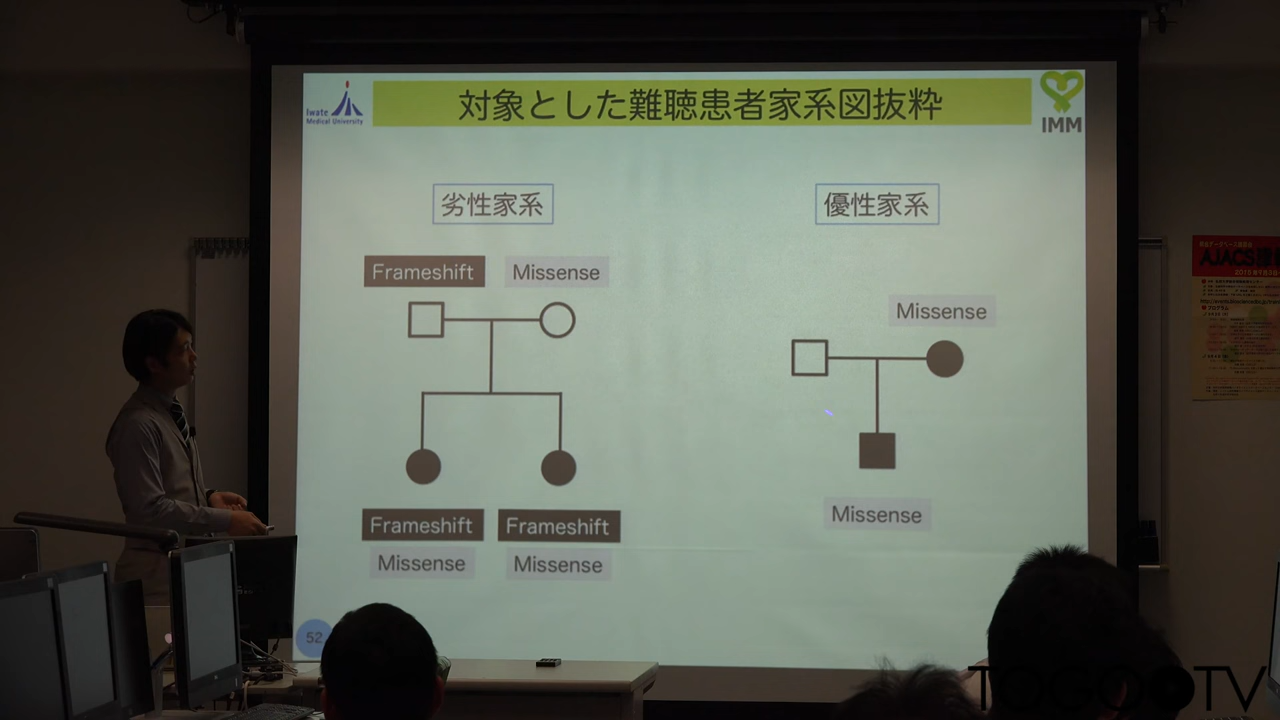 Iwate
Medical University
対象とした難聴患者家系図抜粋
IMM
劣性家系
優性家系
Frameshift
Missense
Missense
Frameshift
Frameshift
Missense
Missense
Missense
52
AJACS
TOGOTV